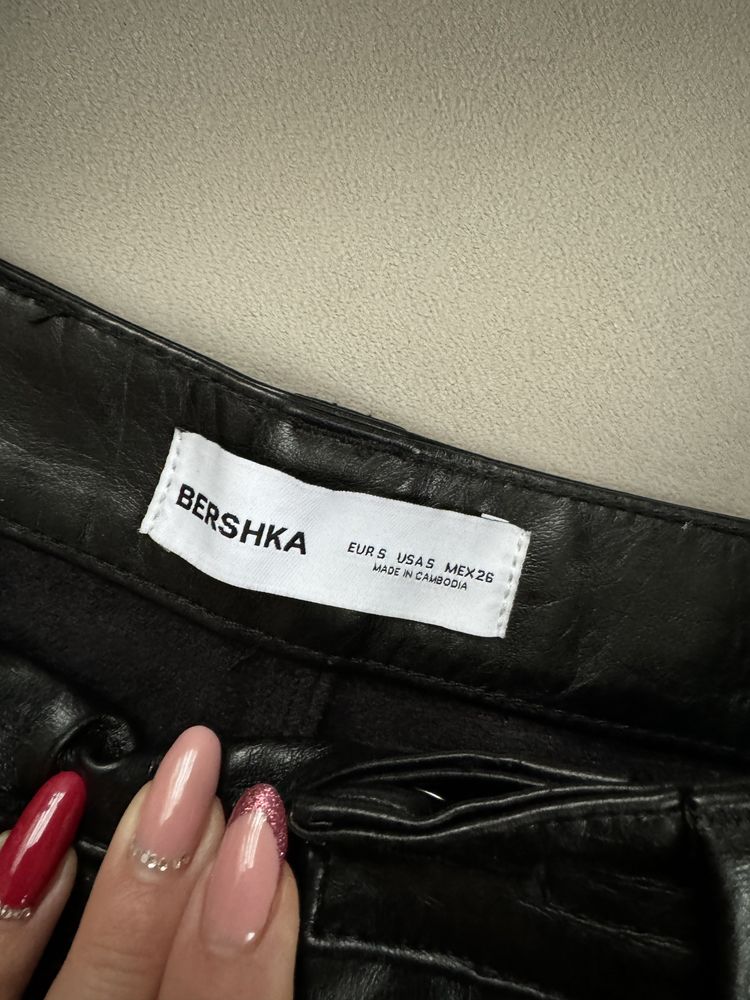 BERSHKA
EUR S USA S MEX 26
MADE IN CAMBODIA